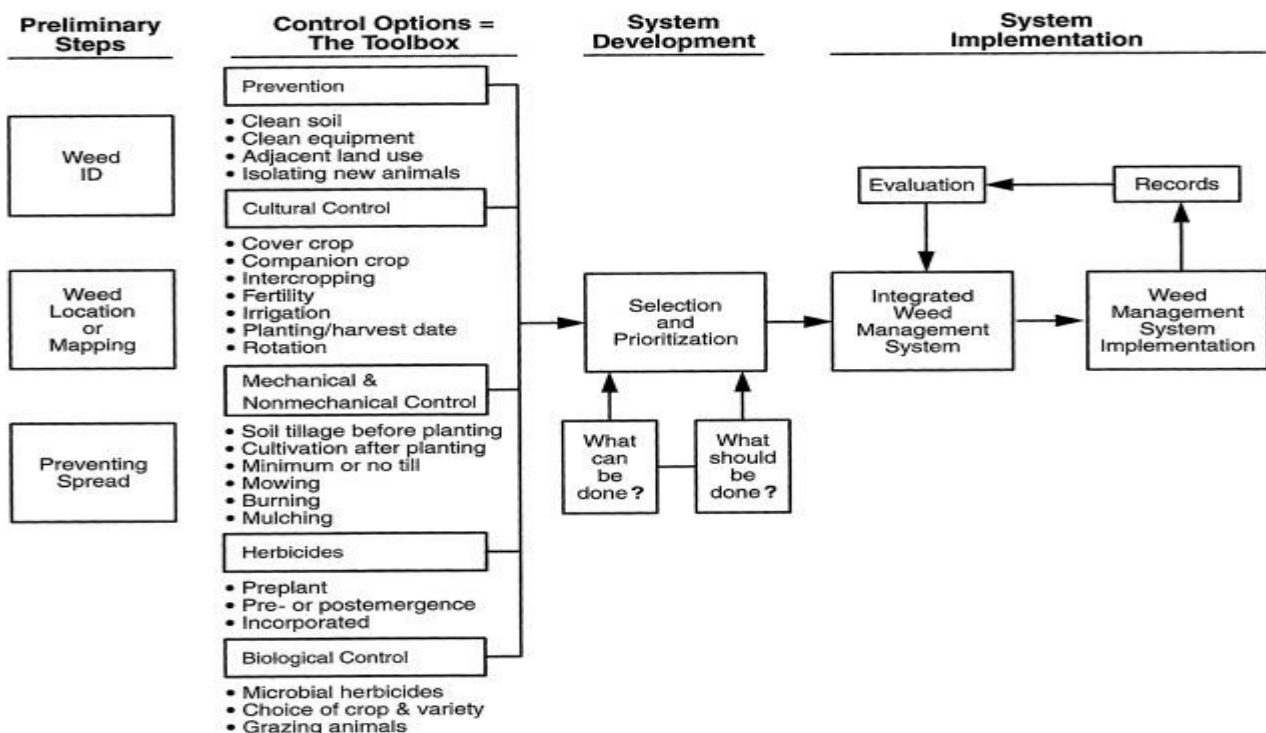 Preliminary
Steps
Control Options =
The Toolbox
System
Development
System
Implementation
Weed
ID
Weed
Location
or
Mapping
Preventing
Spread
Prevention
• Clean soil
• Clean equipment
• Adjacent land use
• Isolating new animals
Cultural Control
• Cover crop
• Companion crop
• Intercropping
• Fertility
• Irrigation
• Planting/harvest date
• Rotation
Mechanical &
Nonmechanical Control
• Soil tillage before planting
• Cultivation after planting
• Minimum or no till
• Mowing
• Burning
• Mulching
Herbicides
• Preplant
• Pre- or postemergence
• Incorporated
Biological Control
• Microbial herbicides
• Choice of crop & variety
• Grazing animals
Selection
and
Prioritization
What
can
be
done?
What
should
be
done?
Evaluation
Records
Integrated
Weed
Management
System
Weed
Management
System
Implementation